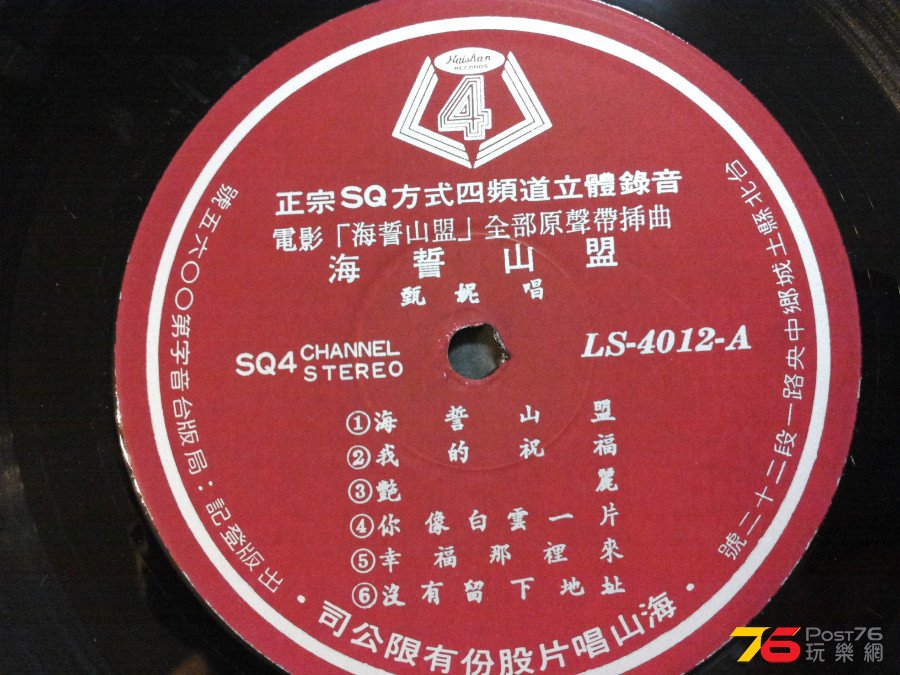 Haishan
RECORDS
4
正宗SQ方式四頻道立體錄音
電影「海誓山盟」全部原聲帶揷曲
海誓山盟
甄妮唱
SQ4 CHANNEL STEREO
LS-4012-A
①海誓山盟
②我的祝福
③艷麗
④你像白雲一片
⑤幸福那裡來
⑥沒有留下地址
出版登記：局版台音字第〇〇六五號
海山唱片股份有限公司
台北縣土城鄉中央路一段二十二號
76 POST76
玩樂網